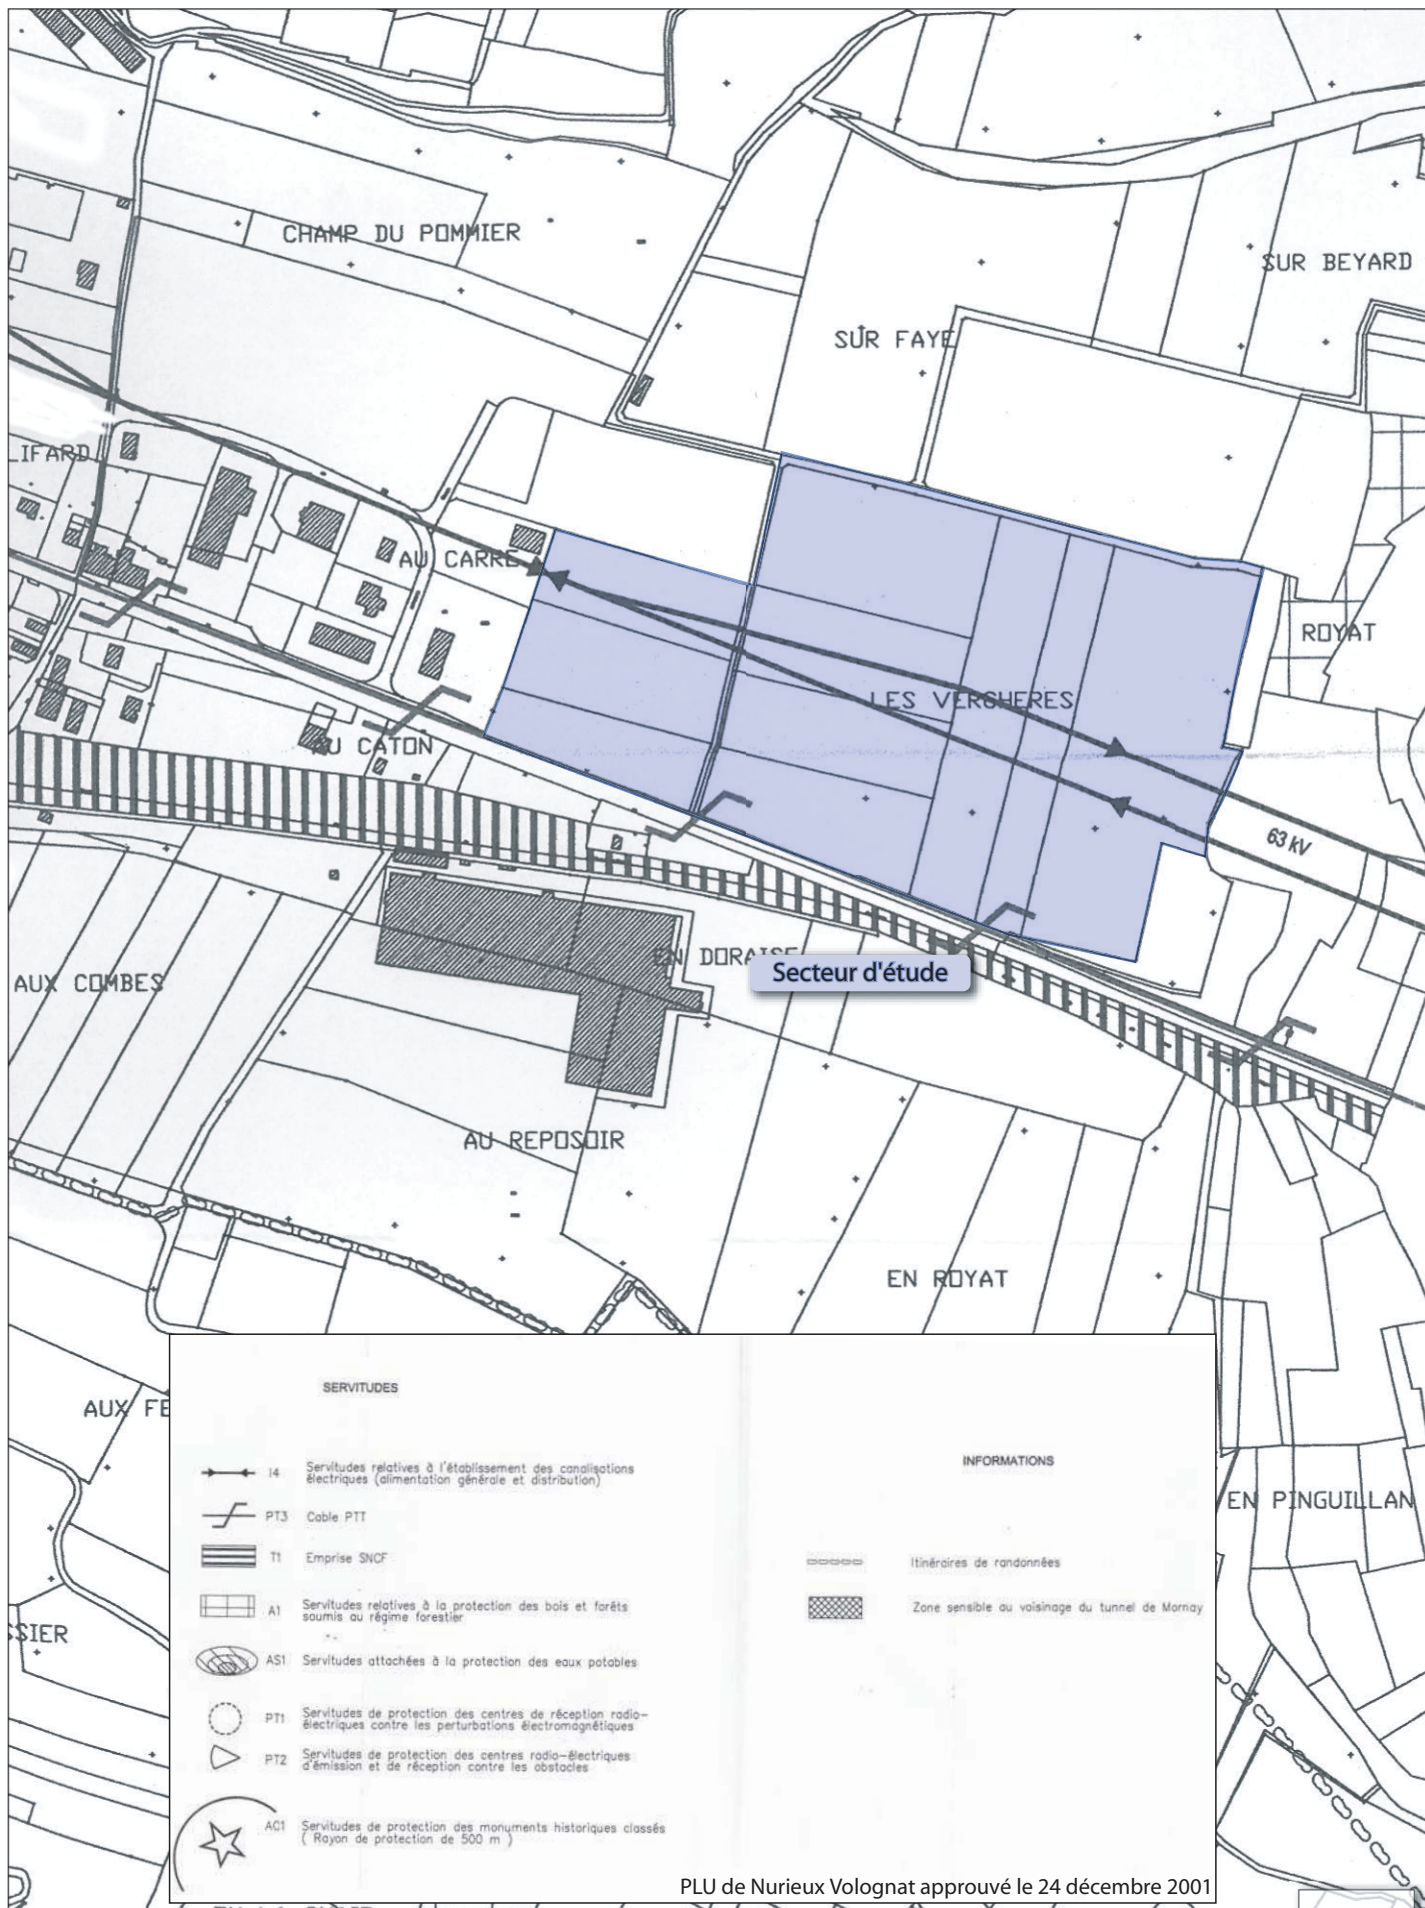 CHAMP DU POMMIER
SUR BEYARD
SUR FAYE
LIFARD
AU CARRE
ROYAT
LES VERCHERES
AU CATON
63 kV
EN DORAISE
Secteur d'étude
AUX COMBES
AU REPOSOIR
EN ROYAT
AUX FE
EN PINGUILLAN
SSIER
SERVITUDES
I4 Servitudes relatives à l'établissement des canalisations
électriques (alimentation générale et distribution)
PT3 Cable PTT
T1 Emprise SNCF
A1 Servitudes relatives à la protection des bois et forêts
soumis au régime forestier
AS1 Servitudes attachées à la protection des eaux potables
PT1 Servitudes de protection des centres de réception radio-
électriques contre les perturbations électromagnétiques
PT2 Servitudes de protection des centres radio-électriques
d'émission et de réception contre les obstacles
AC1 Servitudes de protection des monuments historiques classés
( Rayon de protection de 500 m )
INFORMATIONS
Itinéraires de randonnées
Zone sensible au voisinage du tunnel de Mornay
PLU de Nurieux Volognat approuvé le 24 décembre 2001